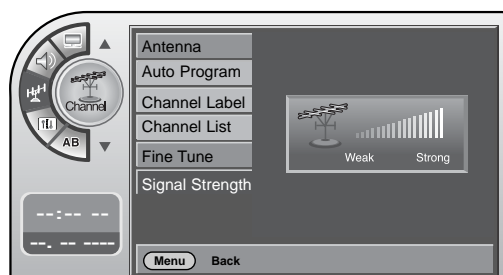 Antenna
Auto Program
Channel Label
Channel List
Fine Tune
Signal Strength
Channel
AB
Weak Strong
--:-- --
--. -- ----
Menu Back